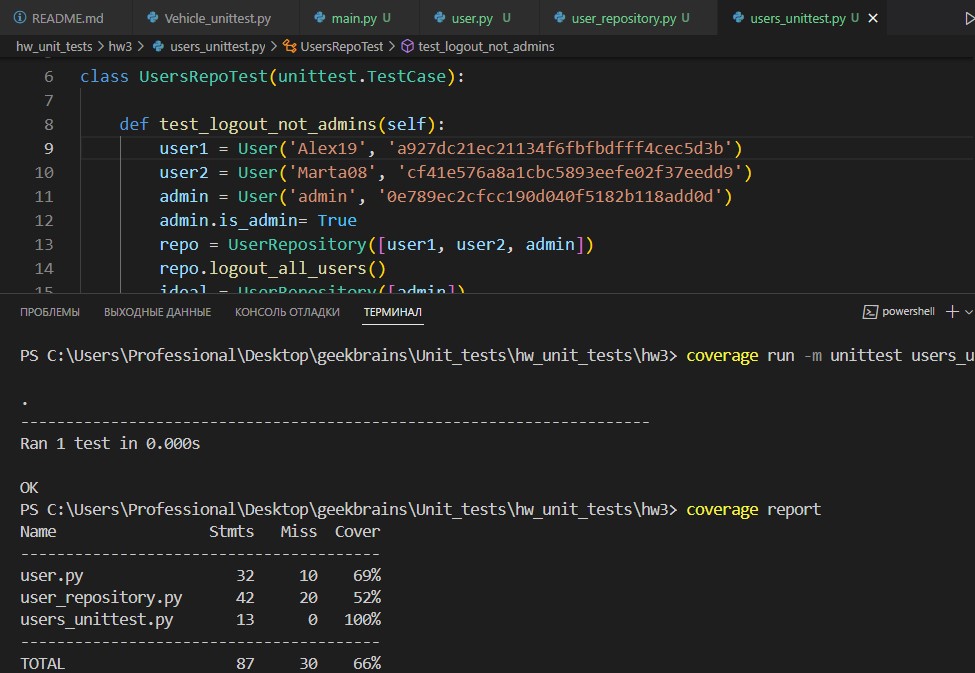 README.md Vehicle_unittest.py main.py U user.py U user_repository.py U users_unittest.py U
hw_unit_tests > hw3 > users_unittest.py > UsersRepoTest > test_logout_not_admins
6 class UsersRepoTest(unittest.TestCase):
7
8 def test_logout_not_admins(self):
9 user1 = User('Alex19', 'a927dc21ec21134f6fbfbdfff4cec5d3b')
10 user2 = User('Marta08', 'cf41e576a8a1cbc5893eefe02f37eedd9')
11 admin = User('admin', '0e789ec2cfcc190d040f5182b118add0d')
12 admin.is_admin= True
13 repo = UserRepository([user1, user2, admin])
14 repo.logout_all_users()
15 ideal = UserRepository([admin])
ПРОБЛЕМЫ ВЫХОДНЫЕ ДАННЫЕ КОНСОЛЬ ОТЛАДКИ ТЕРМИНАЛ powershell
PS C:\Users\Professional\Desktop\geekbrains\Unit_tests\hw_unit_tests\hw3> coverage run -m unittest users_u
.
----------------------------------------------------------------------
Ran 1 test in 0.000s
OK
PS C:\Users\Professional\Desktop\geekbrains\Unit_tests\hw_unit_tests\hw3> coverage report
Name Stmts Miss Cover
----------------------------------------
user.py 32 10 69%
user_repository.py 42 20 52%
users_unittest.py 13 0 100%
----------------------------------------
TOTAL 87 30 66%